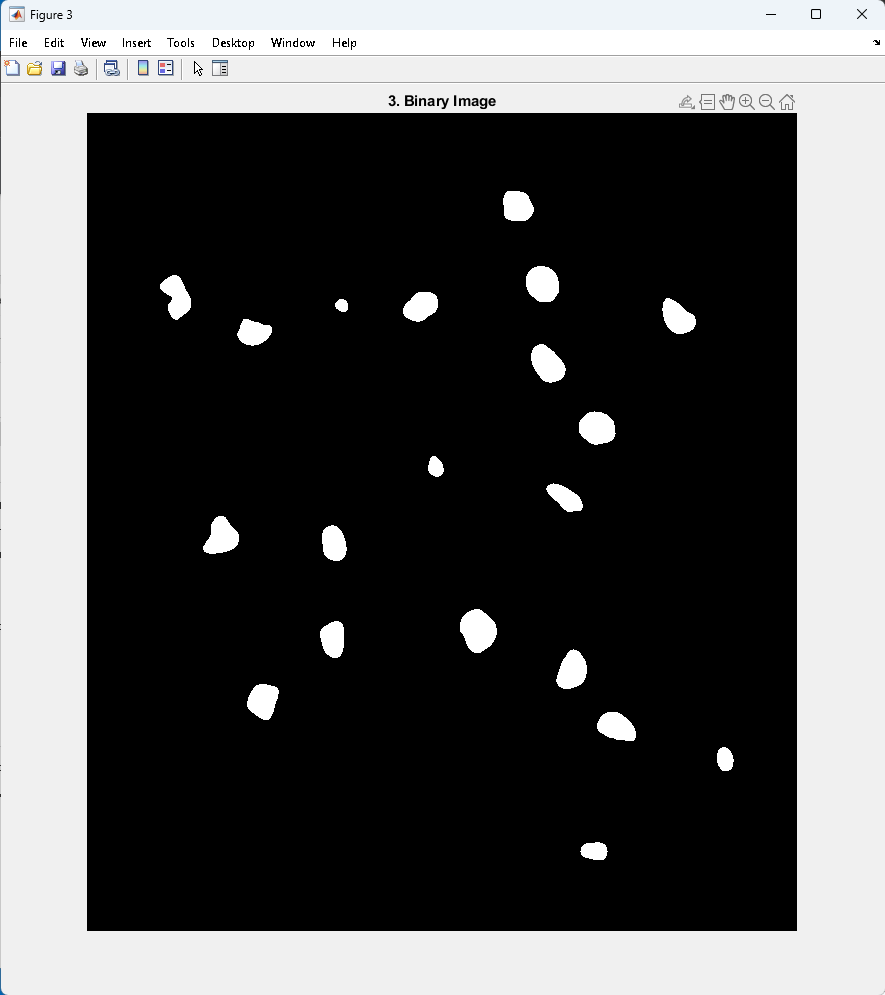 Figure 3
File Edit View Insert Tools Desktop Window Help
3. Binary Image